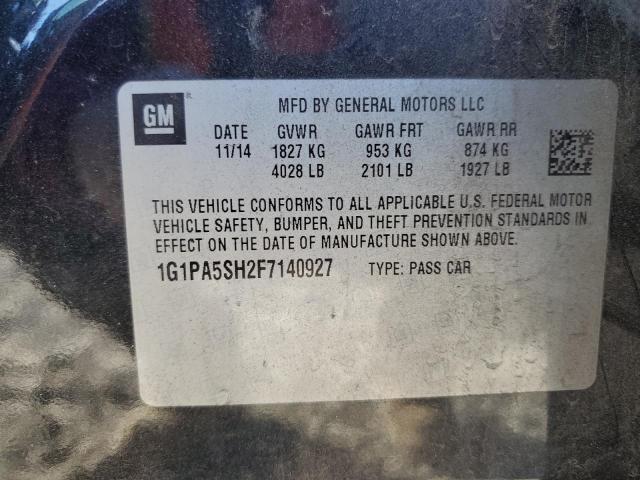 GM
MFD BY GENERAL MOTORS LLC
DATE GVWR GAWR FRT GAWR RR
11/14 1827 KG 953 KG 874 KG
4028 LB 2101 LB 1927 LB
THIS VEHICLE CONFORMS TO ALL APPLICABLE U.S. FEDERAL MOTOR
VEHICLE SAFETY, BUMPER, AND THEFT PREVENTION STANDARDS IN
EFFECT ON THE DATE OF MANUFACTURE SHOWN ABOVE.
1G1PA5SH2F7140927 TYPE: PASS CAR